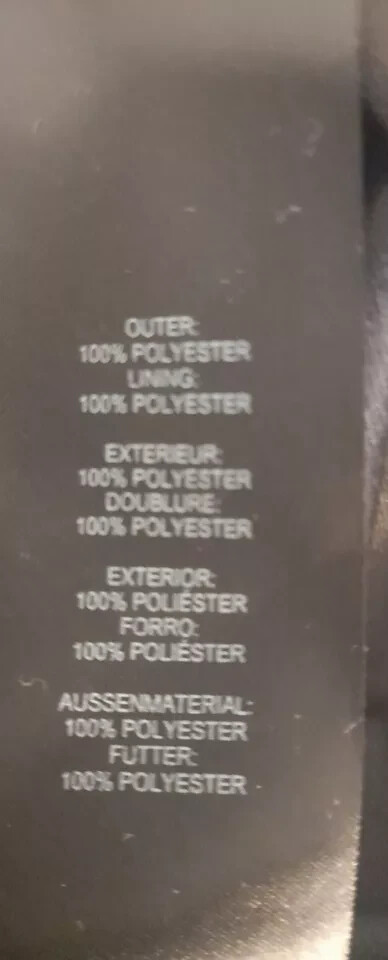 OUTER:
100% POLYESTER
LINING:
100% POLYESTER
EXTERIEUR:
100% POLYESTER
DOUBLURE:
100% POLYESTER
EXTERIOR:
100% POLIÉSTER
FORRO:
100% POLIÉSTER
AUSSENMATERIAL:
100% POLYESTER
FUTTER:
100% POLYESTER